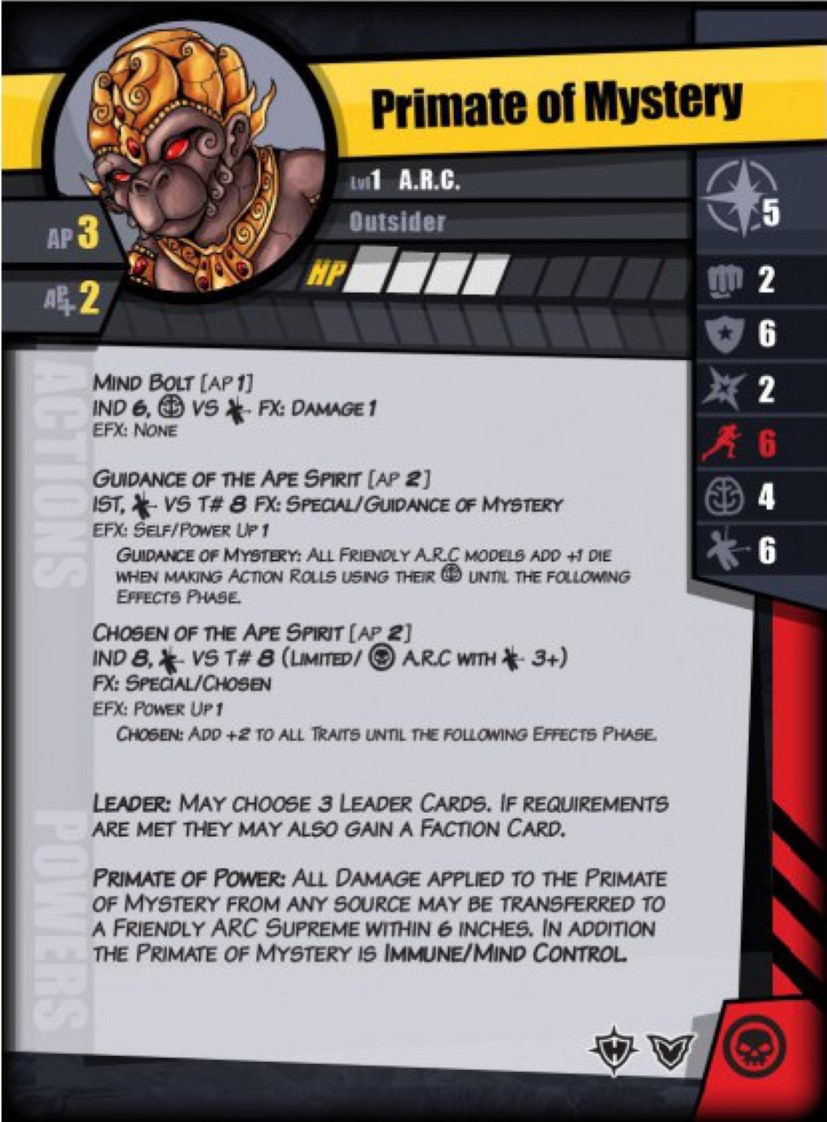 Primate of Mystery
Lvl 1 A.R.C.
Outsider
AP 3
AP+ 2
HP
5
2
6
2
6
4
6
ACTIONS
MIND BOLT [AP 1]
IND 6, VS FX: DAMAGE 1
EFX: NONE
GUIDANCE OF THE APE SPIRIT [AP 2]
IST, VS T# 8 FX: SPECIAL/GUIDANCE OF MYSTERY
EFX: SELF/POWER UP 1
GUIDANCE OF MYSTERY: ALL FRIENDLY A.R.C MODELS ADD +1 DIE
WHEN MAKING ACTION ROLLS USING THEIR UNTIL THE FOLLOWING
EFFECTS PHASE.
CHOSEN OF THE APE SPIRIT [AP 2]
IND 8, VS T# 8 (LIMITED/ A.R.C WITH 3+)
FX: SPECIAL/CHOSEN
EFX: POWER UP 1
CHOSEN: ADD +2 TO ALL TRAITS UNTIL THE FOLLOWING EFFECTS PHASE.
POWERS
LEADER: MAY CHOOSE 3 LEADER CARDS. IF REQUIREMENTS
ARE MET THEY MAY ALSO GAIN A FACTION CARD.
PRIMATE OF POWER: ALL DAMAGE APPLIED TO THE PRIMATE
OF MYSTERY FROM ANY SOURCE MAY BE TRANSFERRED TO
A FRIENDLY ARC SUPREME WITHIN 6 INCHES. IN ADDITION
THE PRIMATE OF MYSTERY IS IMMUNE/MIND CONTROL.
H